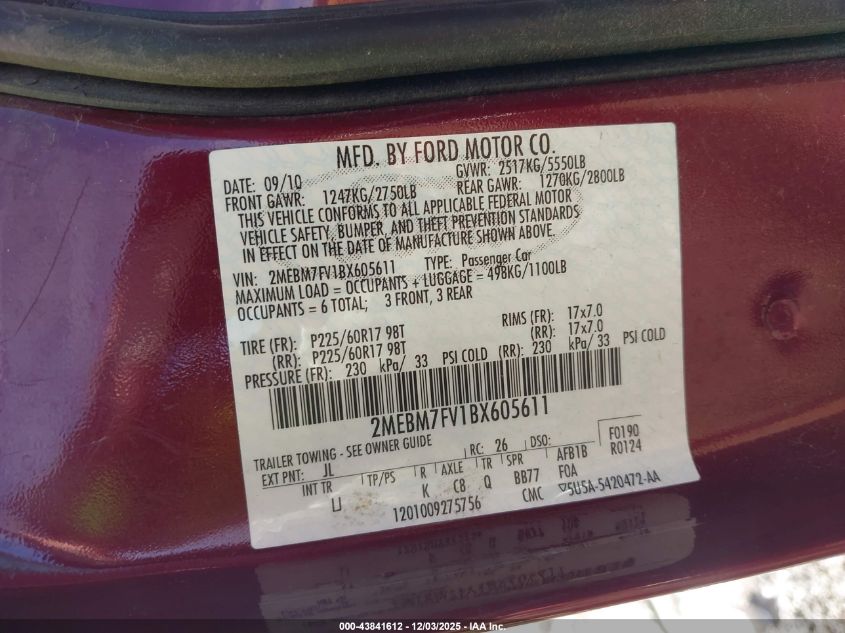 MFD. BY FORD MOTOR CO.
DATE: 09/10 GVWR: 2517KG/5550LB
FRONT GAWR: 1247KG/2750LB REAR GAWR: 1270KG/2800LB
THIS VEHICLE CONFORMS TO ALL APPLICABLE FEDERAL MOTOR
VEHICLE SAFETY, BUMPER, AND THEFT PREVENTION STANDARDS
IN EFFECT ON THE DATE OF MANUFACTURE SHOWN ABOVE.
VIN: 2MEBM7FV1BX605611 TYPE: Passenger Car
MAXIMUM LOAD = OCCUPANTS + LUGGAGE = 498KG/1100LB
OCCUPANTS = 6 TOTAL; 3 FRONT, 3 REAR
TIRE (FR): P225/60R17 98T RIMS (FR): 17x7.0
(RR): P225/60R17 98T (RR): 17x7.0
PRESSURE (FR): 230 kPa/ 33 PSI COLD (RR): 230 kPa/ 33 PSI COLD
2MEBM7FV1BX605611
TRAILER TOWING - SEE OWNER GUIDE RC: 26 DSO: F0190
EXT PNT: JL AFB1B R0124
INT TR TP/PS R AXLE TR SPR F0A
IJ K C8 Q BB77
1201009275756 CMC 5U5A-5420472-AA
000-43841612 - 12/03/2025 - IAA Inc.